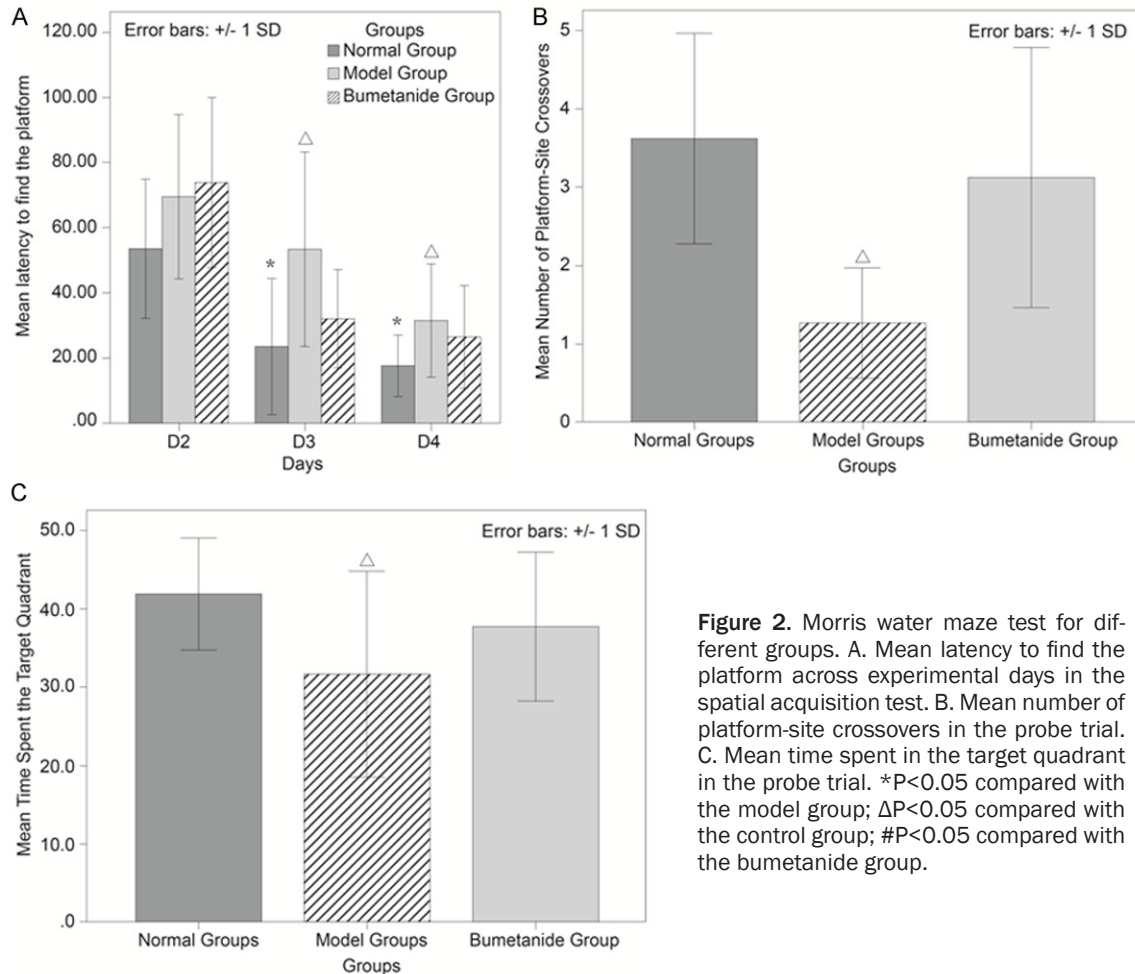 A
Error bars: +/- 1 SD
Groups
Normal Group
Model Group
Bumetanide Group
Mean latency to find the platform
120.00
100.00
80.00
60.00
40.00
20.00
.00
△
△
*
*
D2 D3 D4
Days
B
Error bars: +/- 1 SD
Mean Number of Platform-Site Crossovers
5
4
3
2
1
0
△
Normal Groups Model Groups Bumetanide Group
Groups
C
Error bars: +/- 1 SD
Mean Time Spent the Target Quadrant
50.0
40.0
30.0
20.0
10.0
.0
△
Normal Groups Model Groups Bumetanide Group
Groups
Figure 2. Morris water maze test for dif-
ferent groups. A. Mean latency to find the
platform across experimental days in the
spatial acquisition test. B. Mean number of
platform-site crossovers in the probe trial.
C. Mean time spent in the target quadrant
in the probe trial. *P<0.05 compared with
the model group; ΔP<0.05 compared with
the control group; #P<0.05 compared with
the bumetanide group.